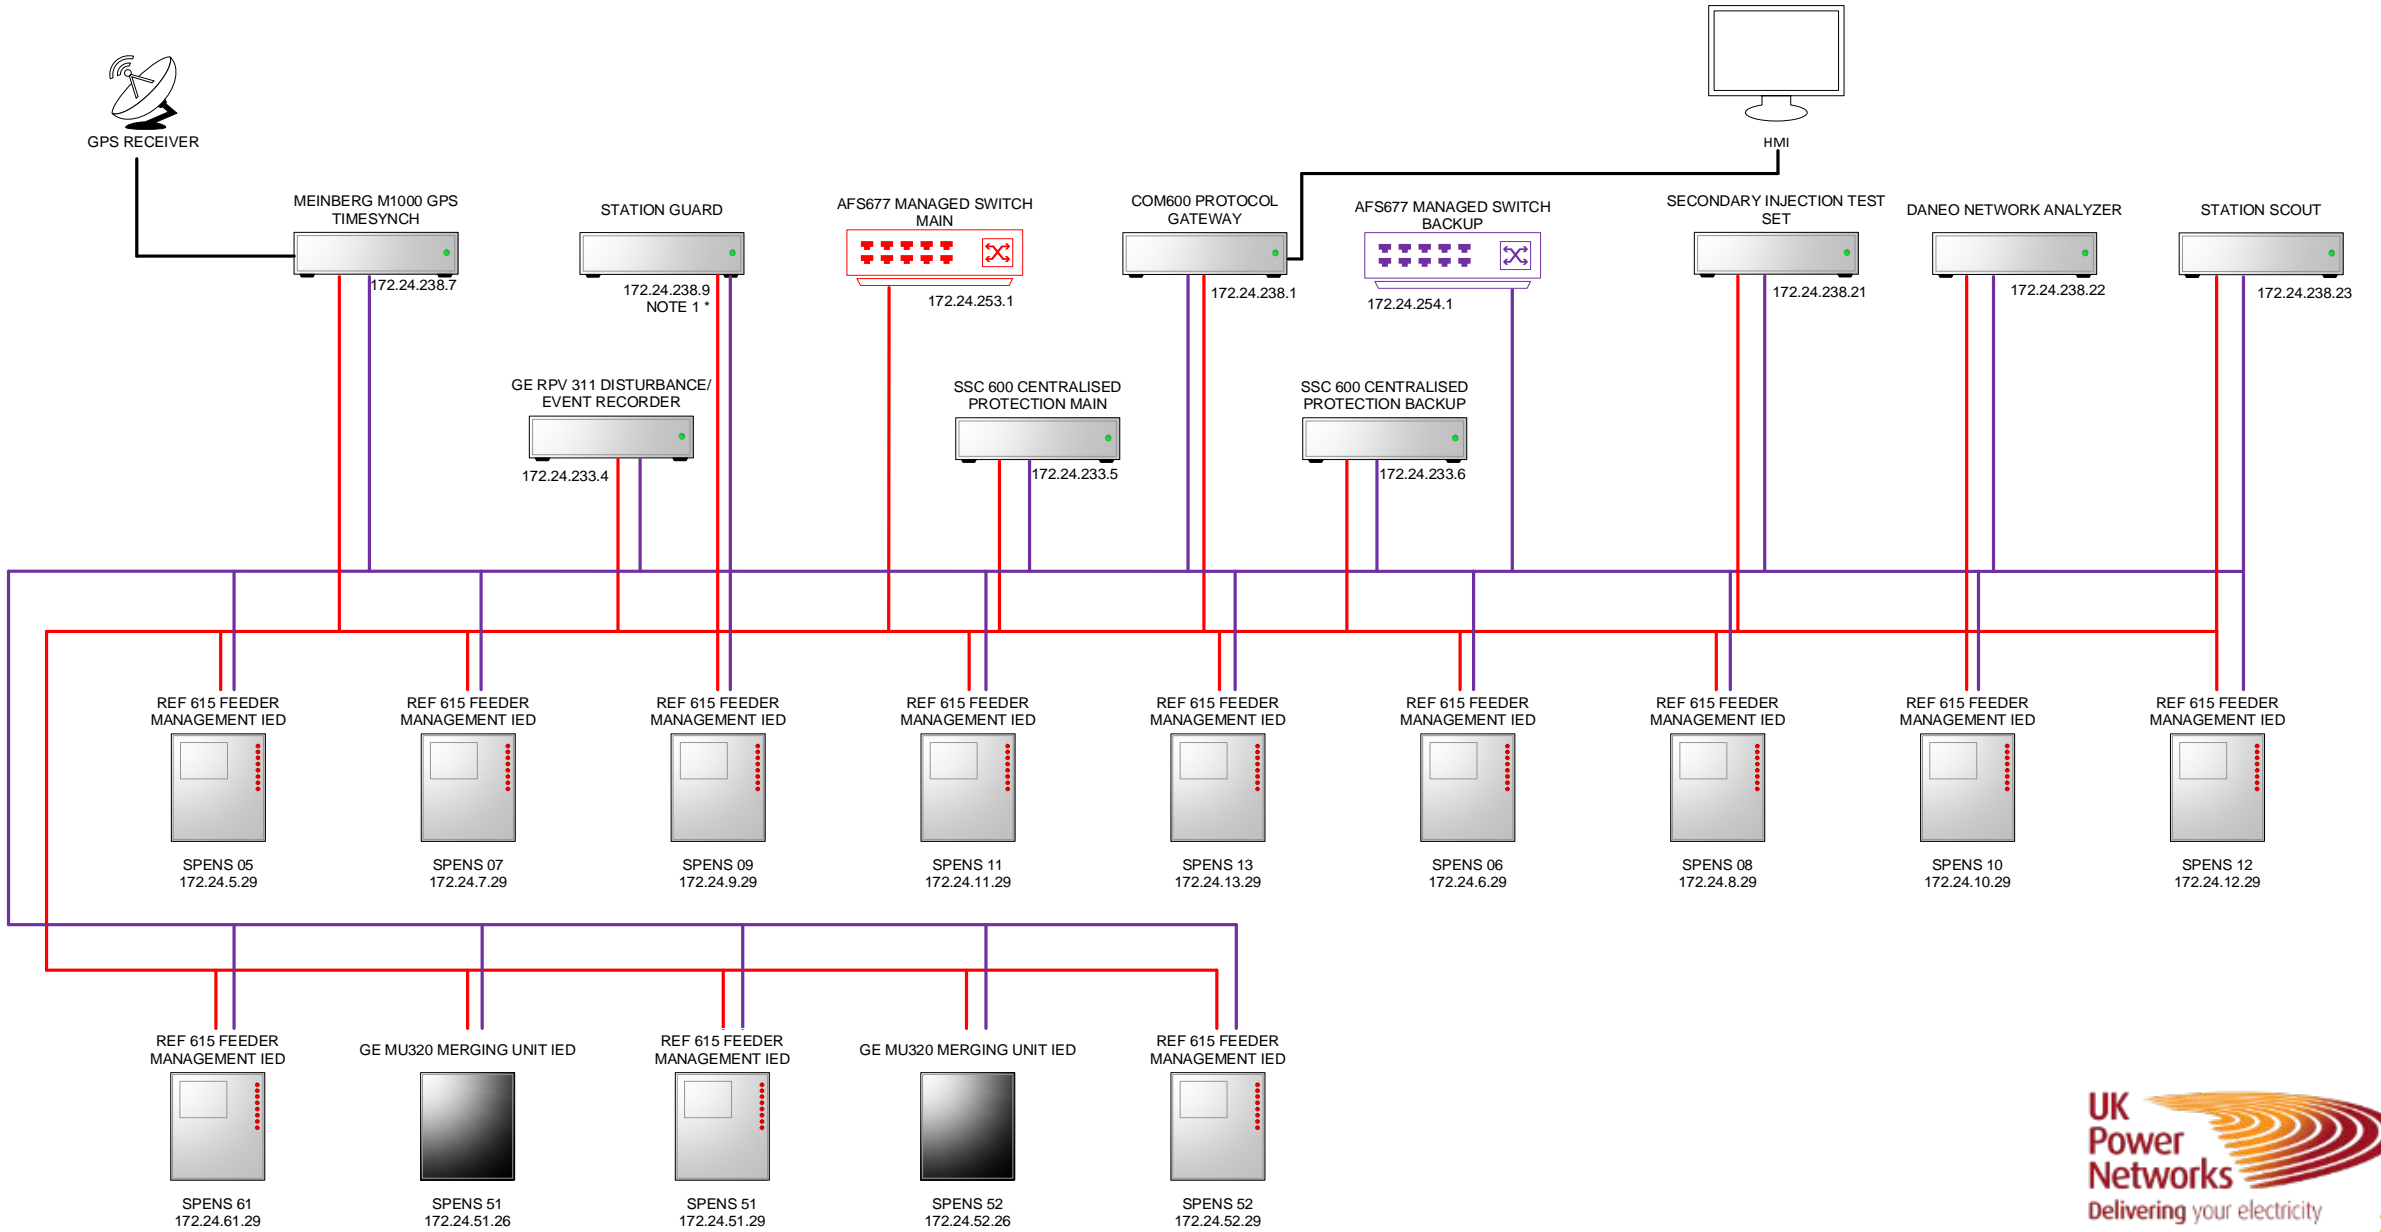 GPS RECEIVER
HMI
MEINBERG M1000 GPS
TIMESYNCH
172.24.238.7
STATION GUARD
172.24.238.9
NOTE 1 *
AFS677 MANAGED SWITCH
MAIN
172.24.253.1
COM600 PROTOCOL
GATEWAY
172.24.238.1
AFS677 MANAGED SWITCH
BACKUP
172.24.254.1
SECONDARY INJECTION TEST
SET
172.24.238.21
DANEO NETWORK ANALYZER
172.24.238.22
STATION SCOUT
172.24.238.23
GE RPV 311 DISTURBANCE/
EVENT RECORDER
172.24.233.4
SSC 600 CENTRALISED
PROTECTION MAIN
172.24.233.5
SSC 600 CENTRALISED
PROTECTION BACKUP
172.24.233.6
REF 615 FEEDER
MANAGEMENT IED
SPENS 05
172.24.5.29
REF 615 FEEDER
MANAGEMENT IED
SPENS 07
172.24.7.29
REF 615 FEEDER
MANAGEMENT IED
SPENS 09
172.24.9.29
REF 615 FEEDER
MANAGEMENT IED
SPENS 11
172.24.11.29
REF 615 FEEDER
MANAGEMENT IED
SPENS 13
172.24.13.29
REF 615 FEEDER
MANAGEMENT IED
SPENS 06
172.24.6.29
REF 615 FEEDER
MANAGEMENT IED
SPENS 08
172.24.8.29
REF 615 FEEDER
MANAGEMENT IED
SPENS 10
172.24.10.29
REF 615 FEEDER
MANAGEMENT IED
SPENS 12
172.24.12.29
REF 615 FEEDER
MANAGEMENT IED
SPENS 61
172.24.61.29
GE MU320 MERGING UNIT IED
SPENS 51
172.24.51.26
REF 615 FEEDER
MANAGEMENT IED
SPENS 51
172.24.51.29
GE MU320 MERGING UNIT IED
SPENS 52
172.24.52.26
REF 615 FEEDER
MANAGEMENT IED
SPENS 52
172.24.52.29
UK
Power
Networks
Delivering your electricity